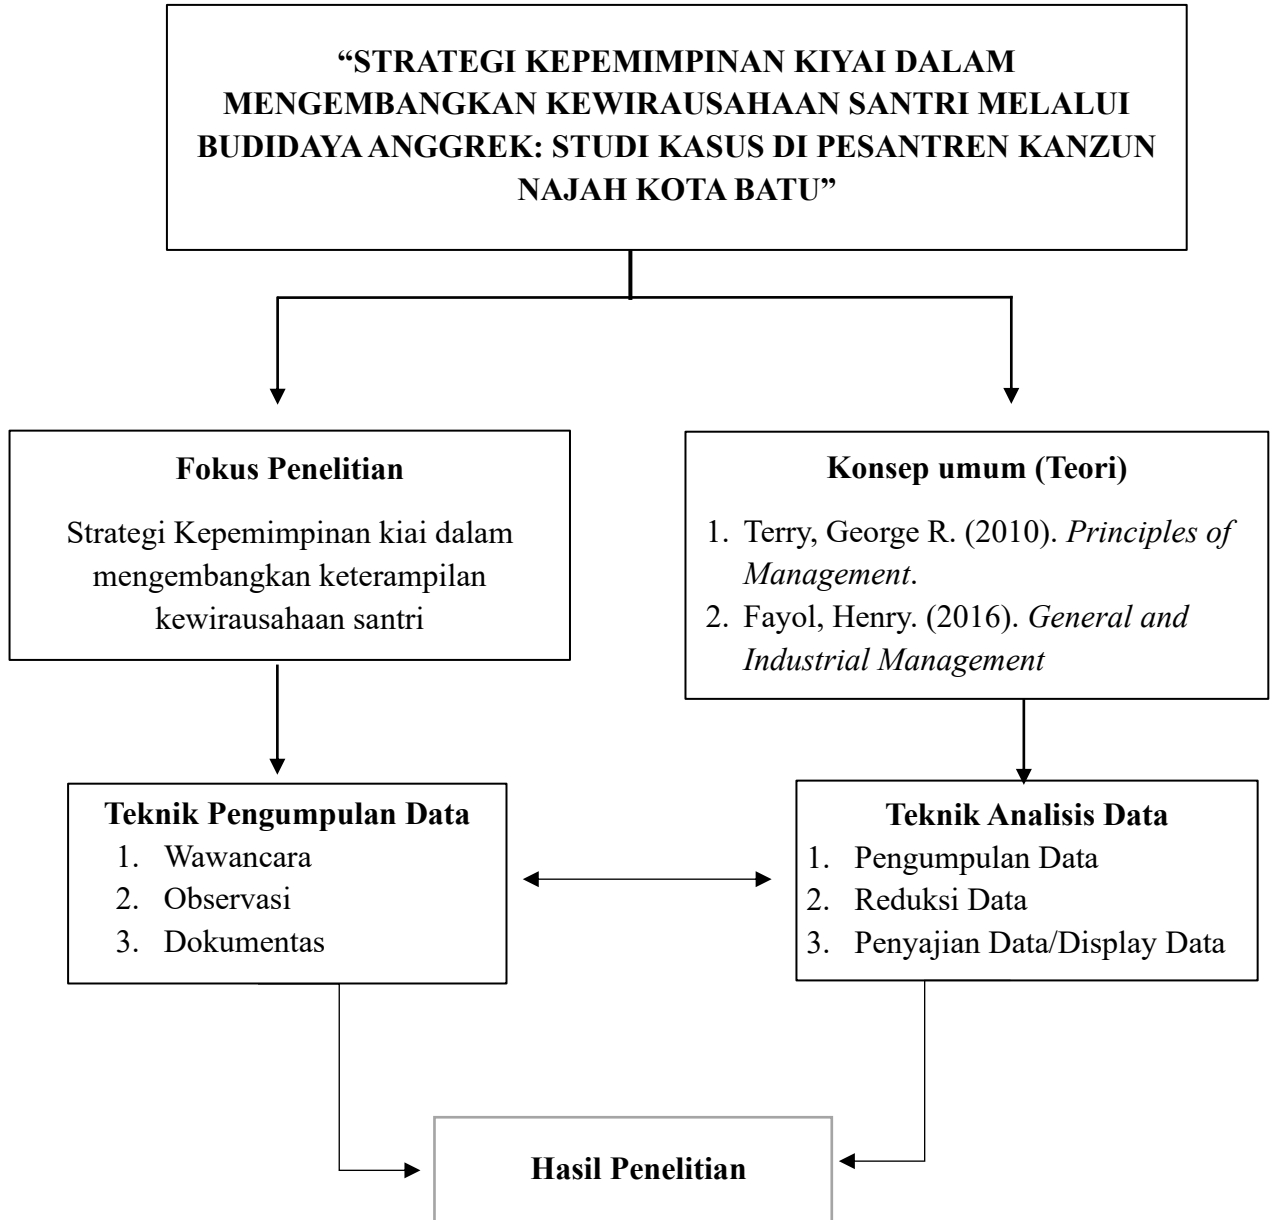 “STRATEGI KEPEMIMPINAN KIYAI DALAM
MENGEMBANGKAN KEWIRAUSAHAAN SANTRI MELALUI
BUDIDAYA ANGGREK: STUDI KASUS DI PESANTREN KANZUN
NAJAH KOTA BATU”
Fokus Penelitian
Strategi Kepemimpinan kiai dalam
mengembangkan keterampilan
kewirausahaan santri
Konsep umum (Teori)
1. Terry, George R. (2010). Principles of
Management.
2. Fayol, Henry. (2016). General and
Industrial Management
Teknik Pengumpulan Data
1. Wawancara
2. Observasi
3. Dokumentas
Teknik Analisis Data
1. Pengumpulan Data
2. Reduksi Data
3. Penyajian Data/Display Data
Hasil Penelitian